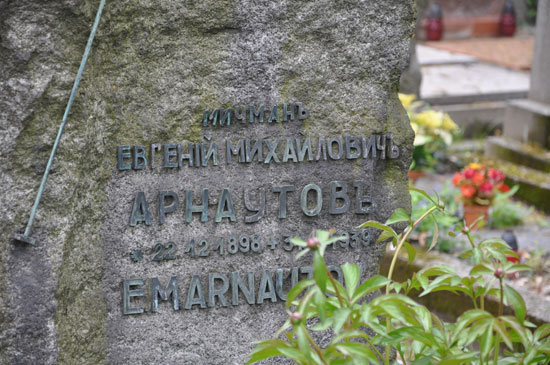 МИЧМАНЪ
ЕВГЕНІЙ МИХАЙЛОВИЧЪ
АРНАУТОВЪ
* 22.12.1898 +
E.M.ARNAUTO